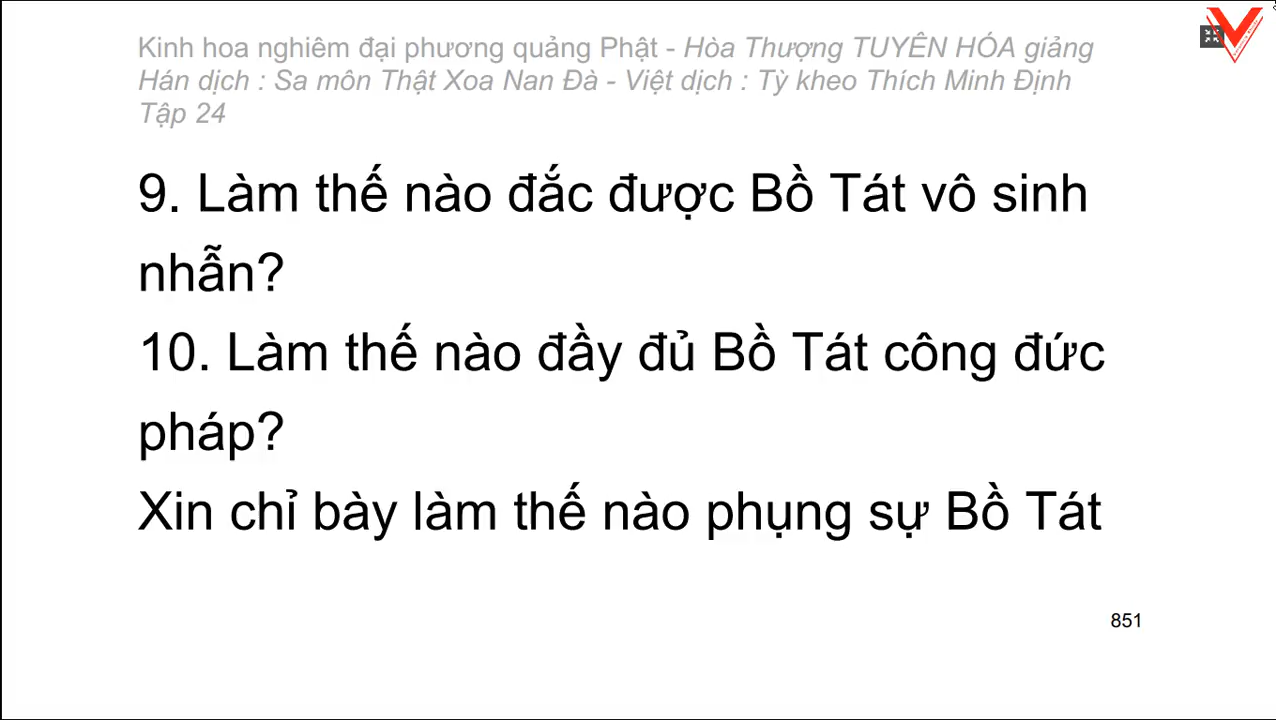 Kinh hoa nghiêm đại phương quảng Phật - Hòa Thượng TUYÊN HÓA giảng
Hán dịch : Sa môn Thật Xoa Nan Đà - Việt dịch : Tỳ kheo Thích Minh Định
Tập 24
9. Làm thế nào đắc được Bồ Tát vô sinh
nhẫn?
10. Làm thế nào đầy đủ Bồ Tát công đức
pháp?
Xin chỉ bày làm thế nào phụng sự Bồ Tát
851